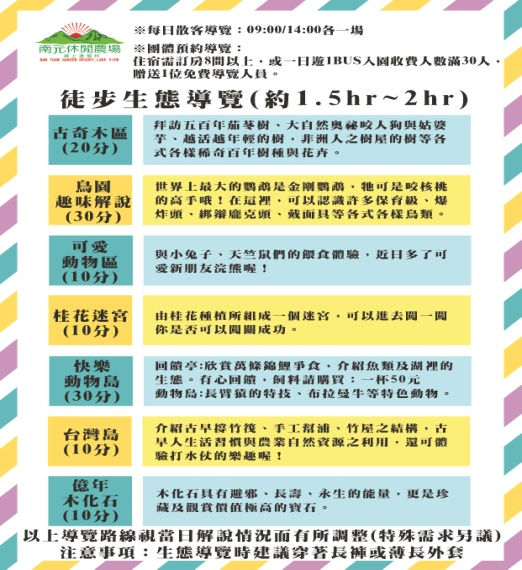 南元休閒農場
湖上渡假村
NAN YUAN GARDEN RESORT, LAKE VIEW
※每日散客導覽：09:00/14:00各一場
※團體預約導覽：
住宿需訂房8間以上，或一日遊1BUS入園收費人數滿30人，
贈送1位免費導覽人員。
徒步生態導覽(約1.5hr~2hr)
古奇木區
(20分)
拜訪五百年茄苳樹、大自然奧祕咬人狗與姑婆
芋、越活越年輕的樹，非洲人之樹屋的樹等各
式各樣稀奇百年樹種與花卉。
鳥園
趣味解說
(30分)
世界上最大的鸚鵡是金剛鸚鵡，牠可是咬核桃
的高手哦！在這裡，可以認識許多保育級、爆
炸頭、綁辮龐克頭、戴面具等各式各樣鳥類。
可愛
動物區
(10分)
與小兔子、天竺鼠們的餵食體驗，近日多了可
愛新朋友浣熊喔！
桂花迷宮
(10分)
由桂花種植所組成一個迷宮，可以進去闖一闖
你是否可以闖關成功。
快樂
動物島
(30分)
回饋亭:欣賞萬條錦鯉爭食，介紹魚類及湖裡的
生態。有心回饋，飼料請購買：一杯50元
動物島:長臂猿的特技、布拉曼牛等特色動物。
台灣島
(10分)
介紹古早撐竹筏、手工幫浦、竹屋之結構，古
早人生活習慣與農業自然資源之利用，還可體
驗打水仗的樂趣喔！
億年
木化石
(10分)
木化石具有避邪、長壽、永生的能量，更是珍
藏及觀賞價值極高的寶石。
以上導覽路線視當日解說情況而有所調整(特殊需求另議)
注意事項：生態導覽時建議穿著長褲或薄長外套